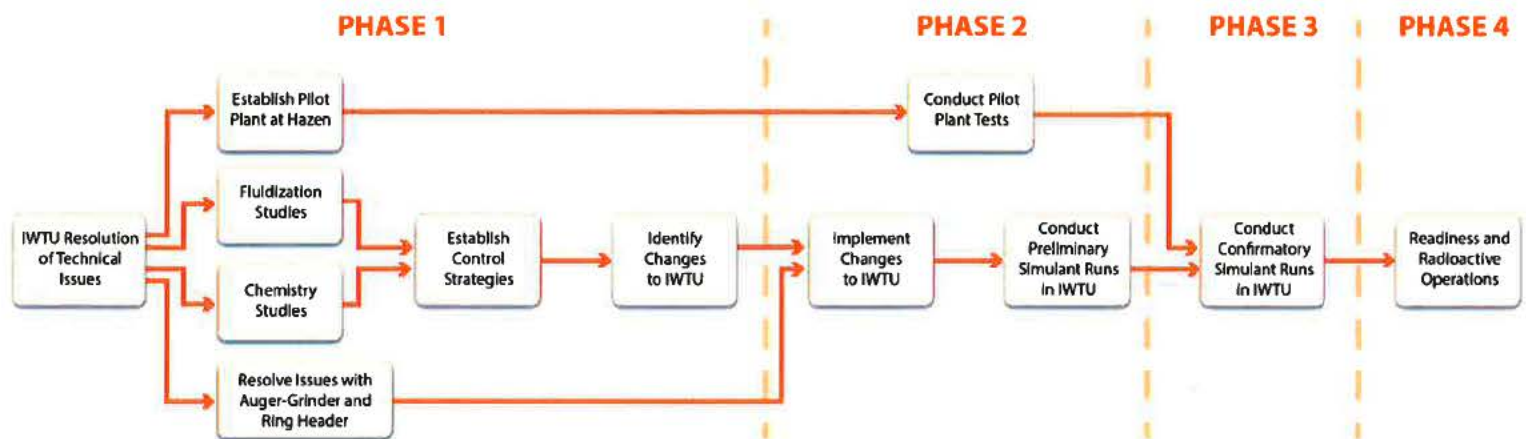 PHASE 1
PHASE 2
PHASE 3
PHASE 4
Establish Pilot
Plant at Hazen
Conduct Pilot
Plant Tests
Fluidization
Studies
IWTU Resolution
of Technical
Issues
Chemistry
Studies
Establish
Control
Strategies
Identify
Changes
to IWTU
Implement
Changes
to IWTU
Conduct
Preliminary
Simulant Runs
in IWTU
Conduct
Confirmatory
Simulant Runs
in IWTU
Readiness and
Radioactive
Operations
Resolve Issues with
Auger-Grinder and
Ring Header